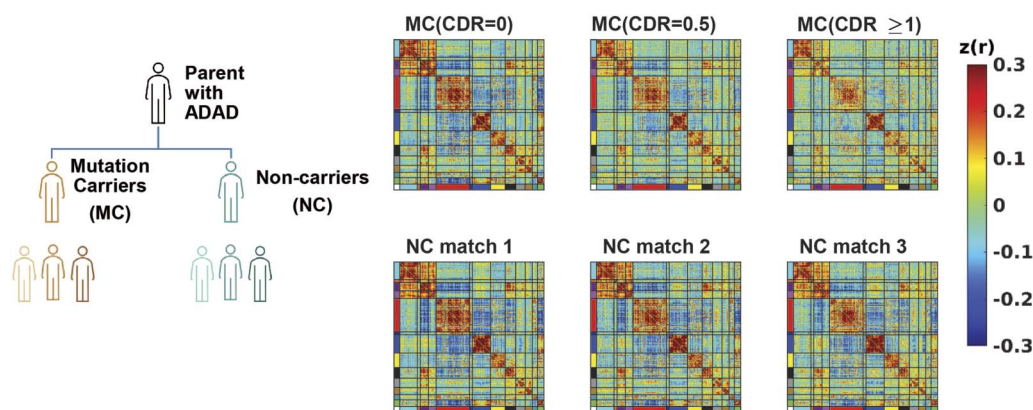 Parent
with
ADAD
Mutation
Carriers
(MC)
Non-carriers
(NC)
MC(CDR=0)
MC(CDR=0.5)
MC(CDR ≥1)
z(r)
0.3
0.2
0.1
0
-0.1
-0.2
-0.3
NC match 1
NC match 2
NC match 3